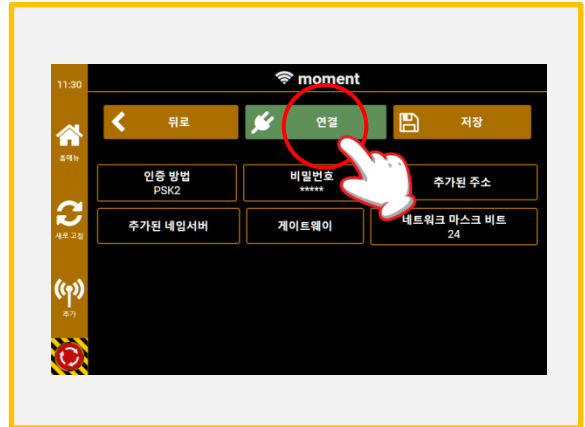 11:30
moment
뒤로
연결
저장
홈메뉴
인증 방법
PSK2
비밀번호
*****
추가된 주소
새로 고침
추가된 네임서버
게이트웨이
네트워크 마스크 비트
24
추가